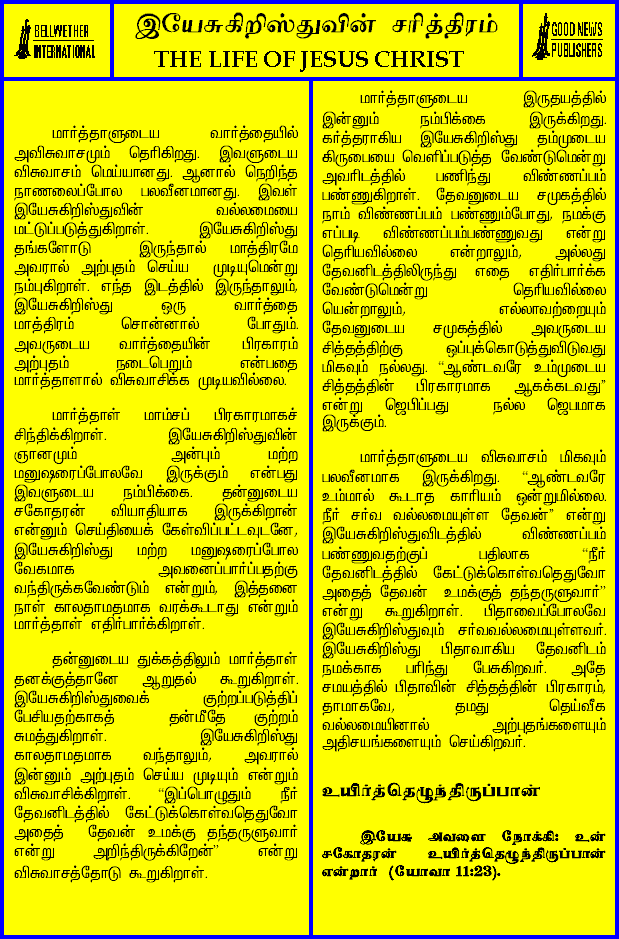 BELLWETHER
INTERNATIONAL
இயேசுகிறிஸ்துவின் சரித்திரம்
THE LIFE OF JESUS CHRIST
GOOD NEWS
PUBLISHERS
மார்த்தாளுடைய வார்த்தையில்
அவிசுவாசமும் தெரிகிறது. இவளுடைய
விசுவாசம் மெய்யானது. ஆனால் நெறிந்த
நாணலைப்போல பலவீனமானது. இவள்
இயேசுகிறிஸ்துவின் வல்லமையை
மட்டுப்படுத்துகிறாள். இயேசுகிறிஸ்து
தங்களோடு இருந்தால் மாத்திரமே
அவரால் அற்புதம் செய்ய முடியுமென்று
நம்புகிறாள். எந்த இடத்தில் இருந்தாலும்,
இயேசுகிறிஸ்து ஒரு வார்த்தை
மாத்திரம் சொன்னால் போதும்.
அவருடைய வார்த்தையின் பிரகாரம்
அற்புதம் நடைபெறும் என்பதை
மார்த்தாளால் விசுவாசிக்க முடியவில்லை.
மார்த்தாள் மாம்சப் பிரகாரமாகச்
சிந்திக்கிறாள். இயேசுகிறிஸ்துவின்
ஞானமும் அன்பும் மற்ற
மனுஷரைப்போலவே இருக்கும் என்பது
இவளுடைய நம்பிக்கை. தன்னுடைய
சகோதரன் வியாதியாக இருக்கிறான்
என்னும் செய்தியைக் கேள்விப்பட்டவுடனே,
இயேசுகிறிஸ்து மற்ற மனுஷரைப்போல
வேகமாக அவனைப்பார்ப்பதற்கு
வந்திருக்கவேண்டும் என்றும், இத்தனை
நாள் காலதாமதமாக வரக்கூடாது என்றும்
மார்த்தாள் எதிர்பார்க்கிறாள்.
தன்னுடைய துக்கத்திலும் மார்த்தாள்
தனக்குத்தானே ஆறுதல் கூறுகிறாள்.
இயேசுகிறிஸ்துவைக் குற்றப்படுத்திப்
பேசியதற்காகத் தன்மீதே குற்றம்
சுமத்துகிறாள். இயேசுகிறிஸ்து
காலதாமதமாக வந்தாலும், அவரால்
இன்னும் அற்புதம் செய்ய முடியும் என்றும்
விசுவாசிக்கிறாள். “இப்பொழுதும் நீர்
தேவனிடத்தில் கேட்டுக்கொள்வதெதுவோ
அதைத் தேவன் உமக்கு தந்தருளுவார்
என்று அறிந்திருக்கிறேன்” என்று
விசுவாசத்தோடு கூறுகிறாள்.
மார்த்தாளுடைய இருதயத்தில்
இன்னும் நம்பிக்கை இருக்கிறது.
கர்த்தராகிய இயேசுகிறிஸ்து தம்முடைய
கிருபையை வெளிப்படுத்த வேண்டுமென்று
அவரிடத்தில் பணிந்து விண்ணப்பம்
பண்ணுகிறாள். தேவனுடைய சமுகத்தில்
நாம் விண்ணப்பம் பண்ணும்போது, நமக்கு
எப்படி விண்ணப்பம்பண்ணுவது என்று
தெரியவில்லை என்றாலும், அல்லது
தேவனிடத்திலிருந்து எதை எதிர்பார்க்க
வேண்டுமென்று தெரியவில்லை
யென்றாலும், எல்லாவற்றையும்
தேவனுடைய சமுகத்தில் அவருடைய
சித்தத்திற்கு ஒப்புக்கொடுத்துவிடுவது
மிகவும் நல்லது. “ஆண்டவரே உம்முடைய
சித்தத்தின் பிரகாரமாக ஆகக்கடவது”
என்று ஜெபிப்பது நல்ல ஜெபமாக
இருக்கும்.
மார்த்தாளுடைய விசுவாசம் மிகவும்
பலவீனமாக இருக்கிறது. “ஆண்டவரே
உம்மால் கூடாத காரியம் ஒன்றுமில்லை.
நீர் சர்வ வல்லமையுள்ள தேவன்” என்று
இயேசுகிறிஸ்துவிடத்தில் விண்ணப்பம்
பண்ணுவதற்குப் பதிலாக “நீர்
தேவனிடத்தில் கேட்டுக்கொள்வதெதுவோ
அதைத் தேவன் உமக்குத் தந்தருளுவார்”
என்று கூறுகிறாள். பிதாவைப்போலவே
இயேசுகிறிஸ்துவும் சர்வவல்லமையுள்ளவர்.
இயேசுகிறிஸ்து பிதாவாகிய தேவனிடம்
நமக்காக பரிந்து பேசுகிறவர். அதே
சமயத்தில் பிதாவின் சித்தத்தின் பிரகாரம்,
தாமாகவே, தமது தெய்வீக
வல்லமையினால் அற்புதங்களையும்
அதிசயங்களையும் செய்கிறவர்.
உயிர்த்தெழுந்திருப்பான்
இயேசு அவளை நோக்கி: உன்
சகோதரன் உயிர்த்தெழுந்திருப்பான்
என்றார் (யோவா 11:23).